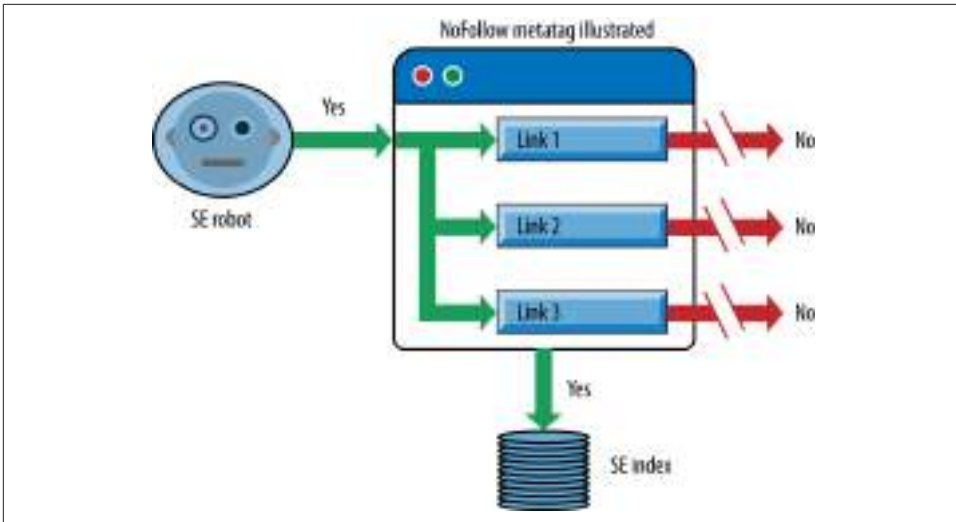 NoFollow metatag illustrated
Yes
SE robot
Link 1
No
Link 2
No
Link 3
No
Yes
SE index